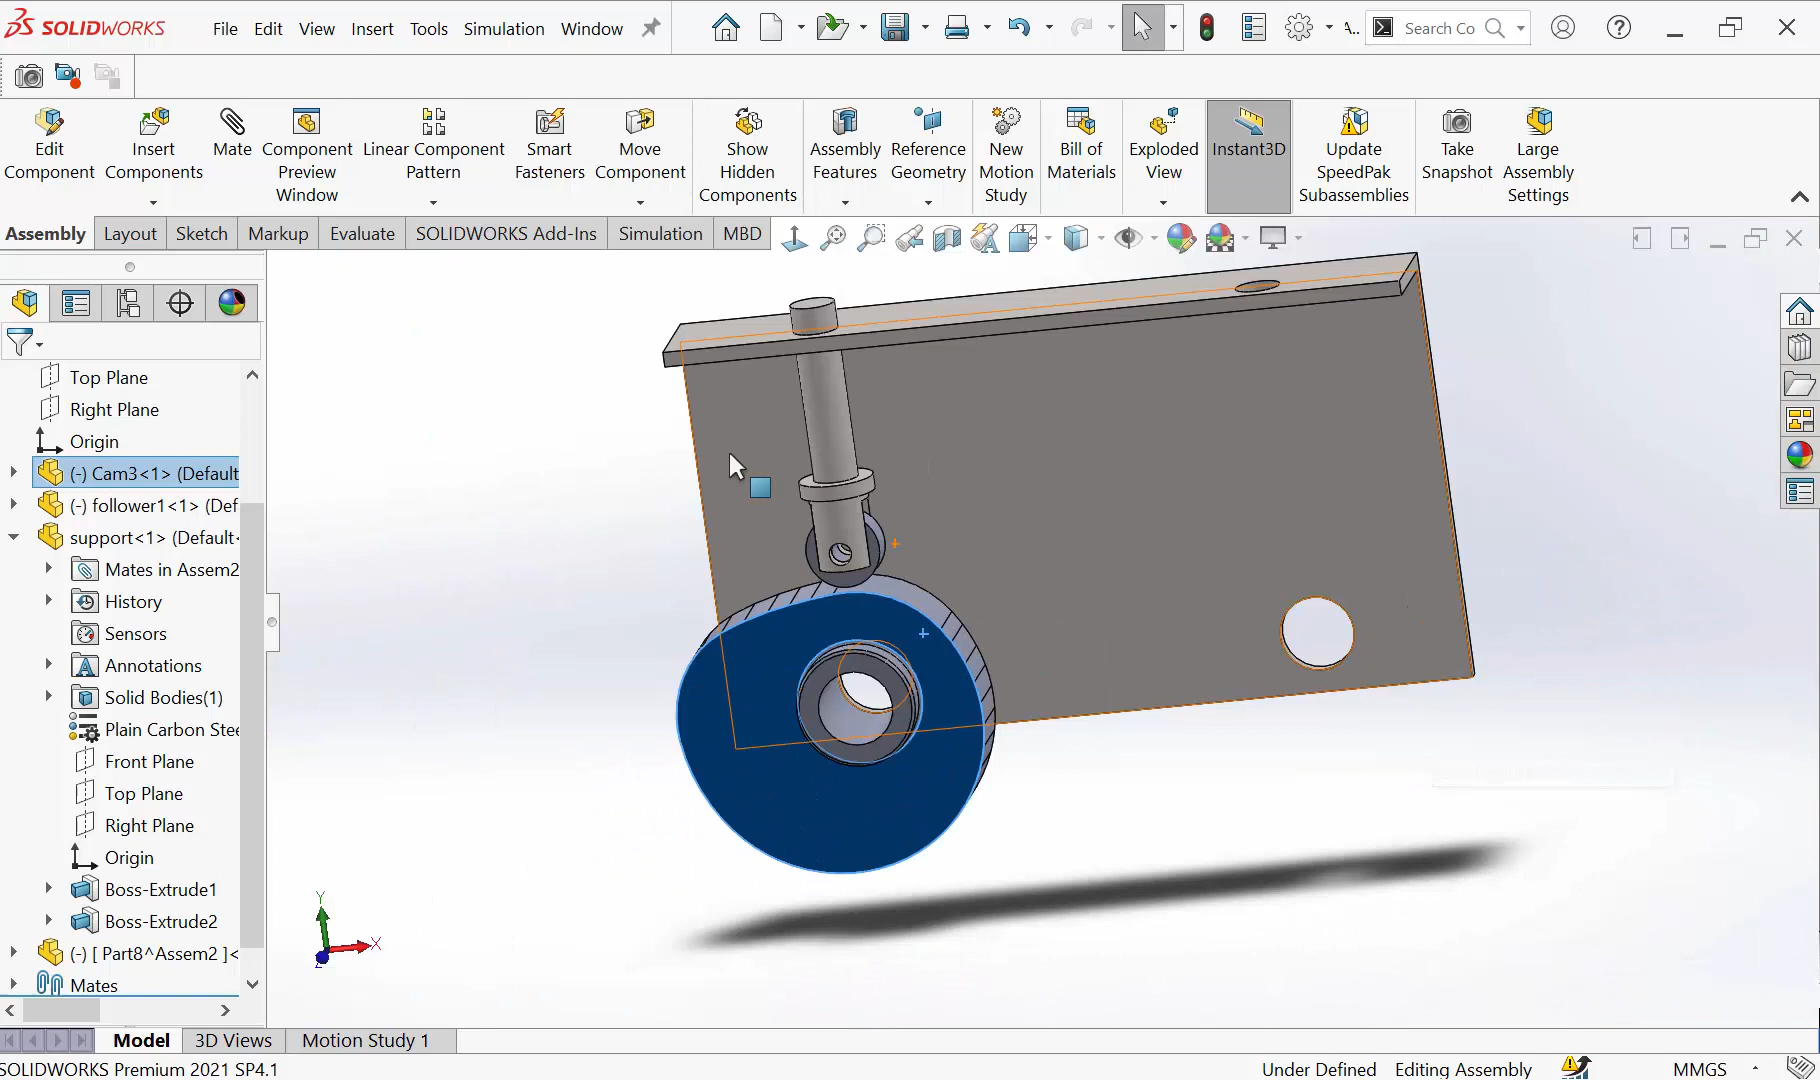 SOLIDWORKS File Edit View Insert Tools Simulation Window A... Search Co
Edit Component
Insert Components
Mate
Component Preview Window
Linear Component Pattern
Smart Fasteners
Move Component
Show Hidden Components
Assembly Features
Reference Geometry
New Motion Study
Bill of Materials
Exploded View
Instant3D
Update SpeedPak Subassemblies
Take Snapshot
Large Assembly Settings
Assembly Layout Sketch Markup Evaluate SOLIDWORKS Add-Ins Simulation MBD
Top Plane
Right Plane
Origin
(-) Cam3<1> (Default
(-) follower1<1> (Def
support<1> (Default<
Mates in Assem2
History
Sensors
Annotations
Solid Bodies(1)
Plain Carbon Stee
Front Plane
Top Plane
Right Plane
Origin
Boss-Extrude1
Boss-Extrude2
(-) [ Part8^Assem2 ]<
Mates
Y
X
Z
Model 3D Views Motion Study 1
SOLIDWORKS Premium 2021 SP4.1 Under Defined Editing Assembly MMGS